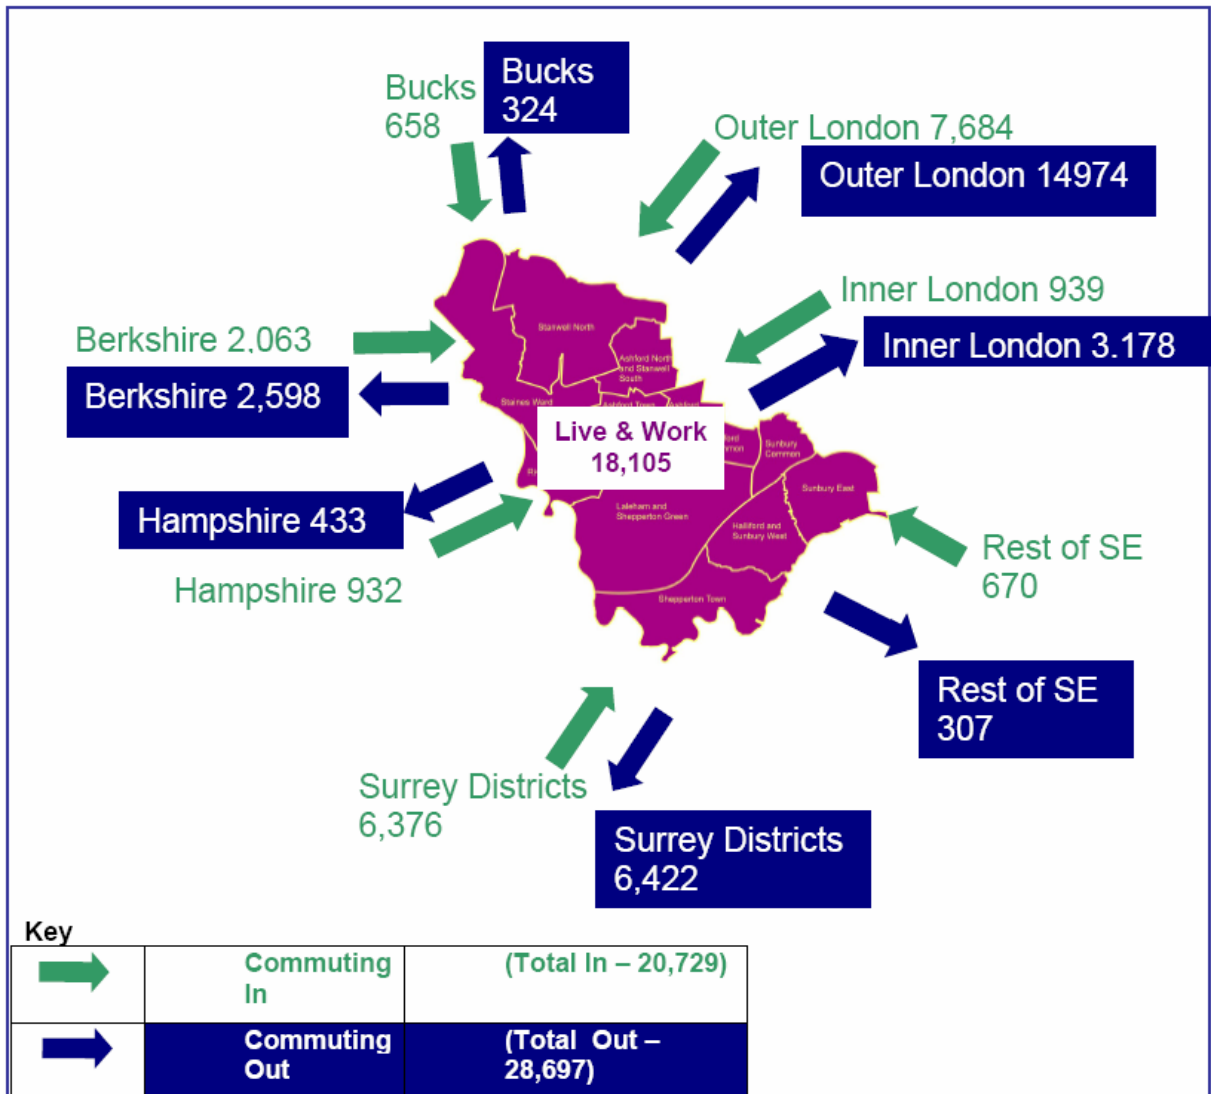 Bucks
658
Bucks
324
Outer London 7,684
Outer London 14974
Inner London 939
Inner London 3.178
Berkshire 2,063
Berkshire 2,598
Stanwell North
Ashford North
and Stanwell
South
Staines Ward
Ashford Town
Live & Work
18,105
Sunbury
Common
Sunbury East
Laleham and
Shepperton Green
Halliford and
Sunbury West
Shepperton Town
Hampshire 433
Hampshire 932
Rest of SE
670
Rest of SE
307
Surrey Districts
6,376
Surrey Districts
6,422
Key
Commuting
In
(Total In – 20,729)
Commuting
Out
(Total Out –
28,697)